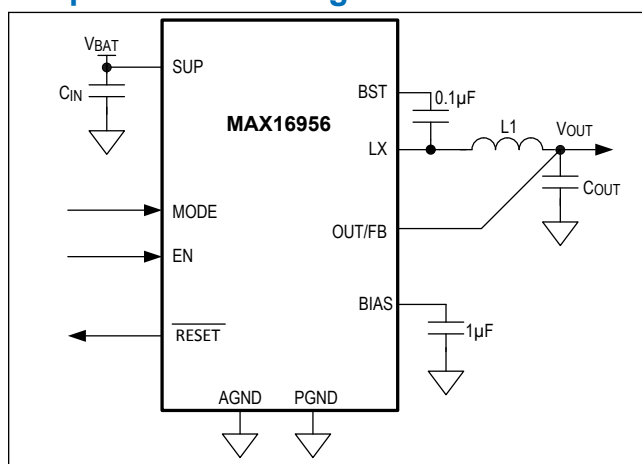 VBAT
SUP
CIN
BST
0.1µF
MAX16956
L1
VOUT
LX
COUT
MODE
OUT/FB
EN
BIAS
RESET
1µF
AGND
PGND